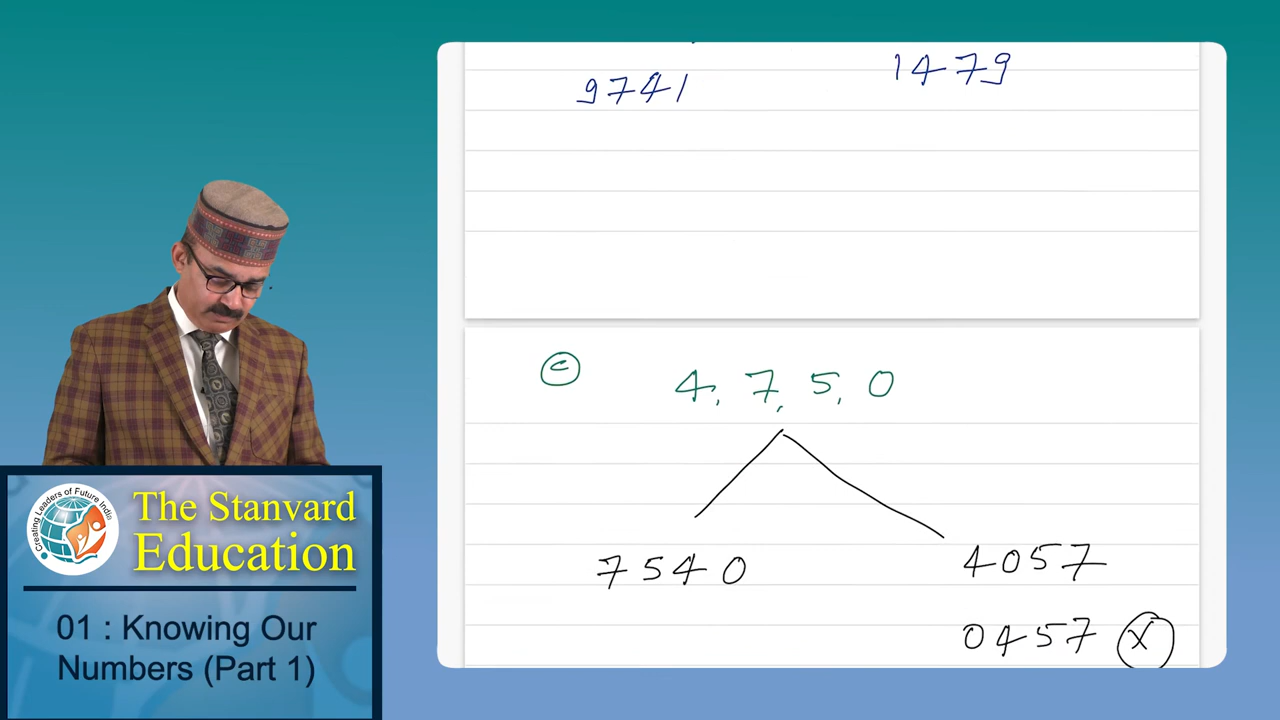 9741 1479
c 4, 7, 5, 0
7540 4057
0457 X
Creating Leaders of Future India
The Stanvard
Education
01 : Knowing Our
Numbers (Part 1)